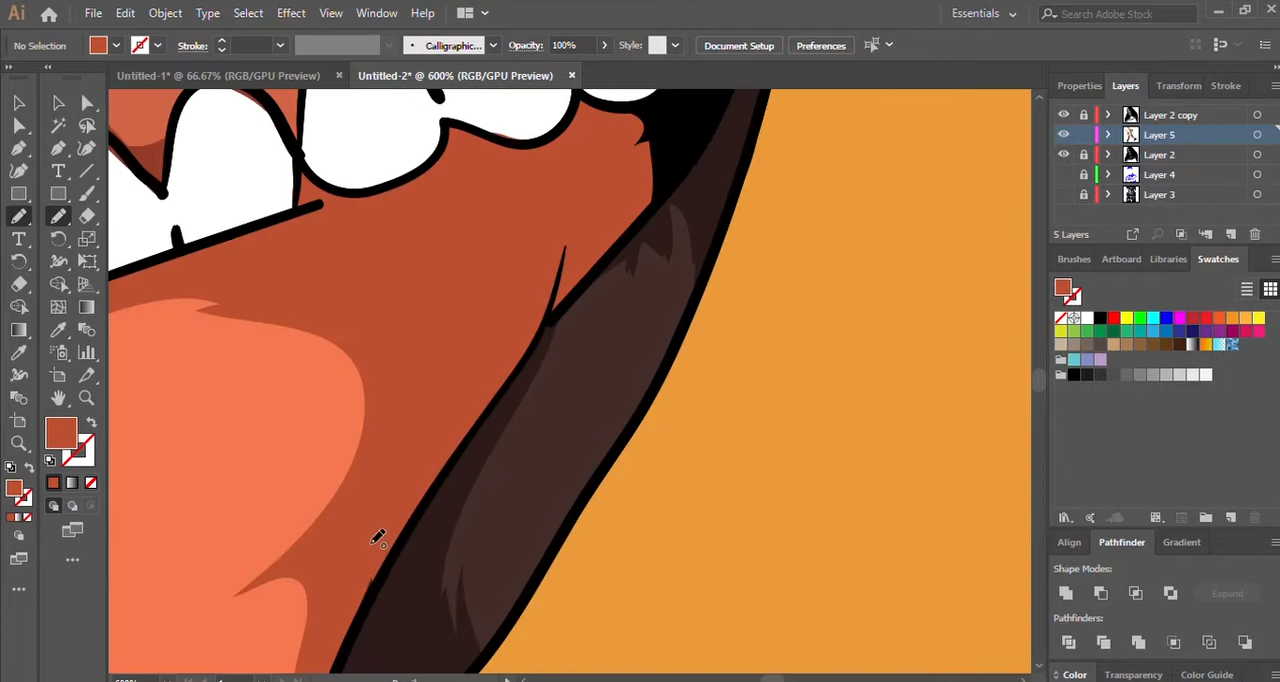 Ai File Edit Object Type Select Effect View Window Help Essentials Search Adobe Stock
No Selection Stroke: Calligraphic... Opacity: 100% Style: Document Setup Preferences
Untitled-1* @ 66.67% (RGB/GPU Preview) Untitled-2* @ 600% (RGB/GPU Preview)
Properties Layers Transform Stroke
Layer 2 copy
Layer 5
Layer 2
Layer 4
Layer 3
5 Layers
Brushes Artboard Libraries Swatches
Align Pathfinder Gradient
Shape Modes:
Expand
Pathfinders:
Color Transparency Color Guide